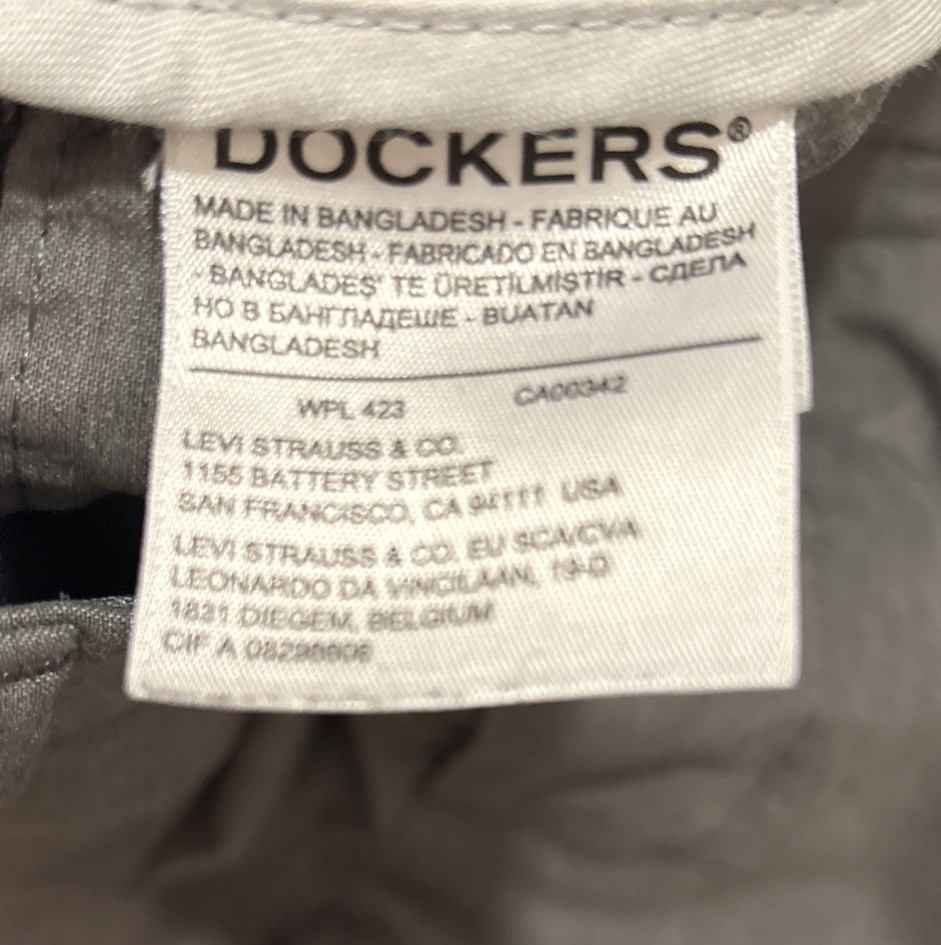 DOCKERS®
MADE IN BANGLADESH - FABRIQUE AU
BANGLADESH - FABRICADO EN BANGLADESH
- BANGLADEŞ' TE ÜRETİLMİŞTİR - СДЕЛА
НО В БАНГЛАДЕШЕ - BUATAN
BANGLADESH
WPL 423 CA00342
LEVI STRAUSS & CO.
1155 BATTERY STREET
SAN FRANCISCO, CA 94111 USA
LEVI STRAUSS & CO. EU SCA/CVA
LEONARDO DA VINCILAAN, 19-D
1831 DIEGEM, BELGIUM
CIF A